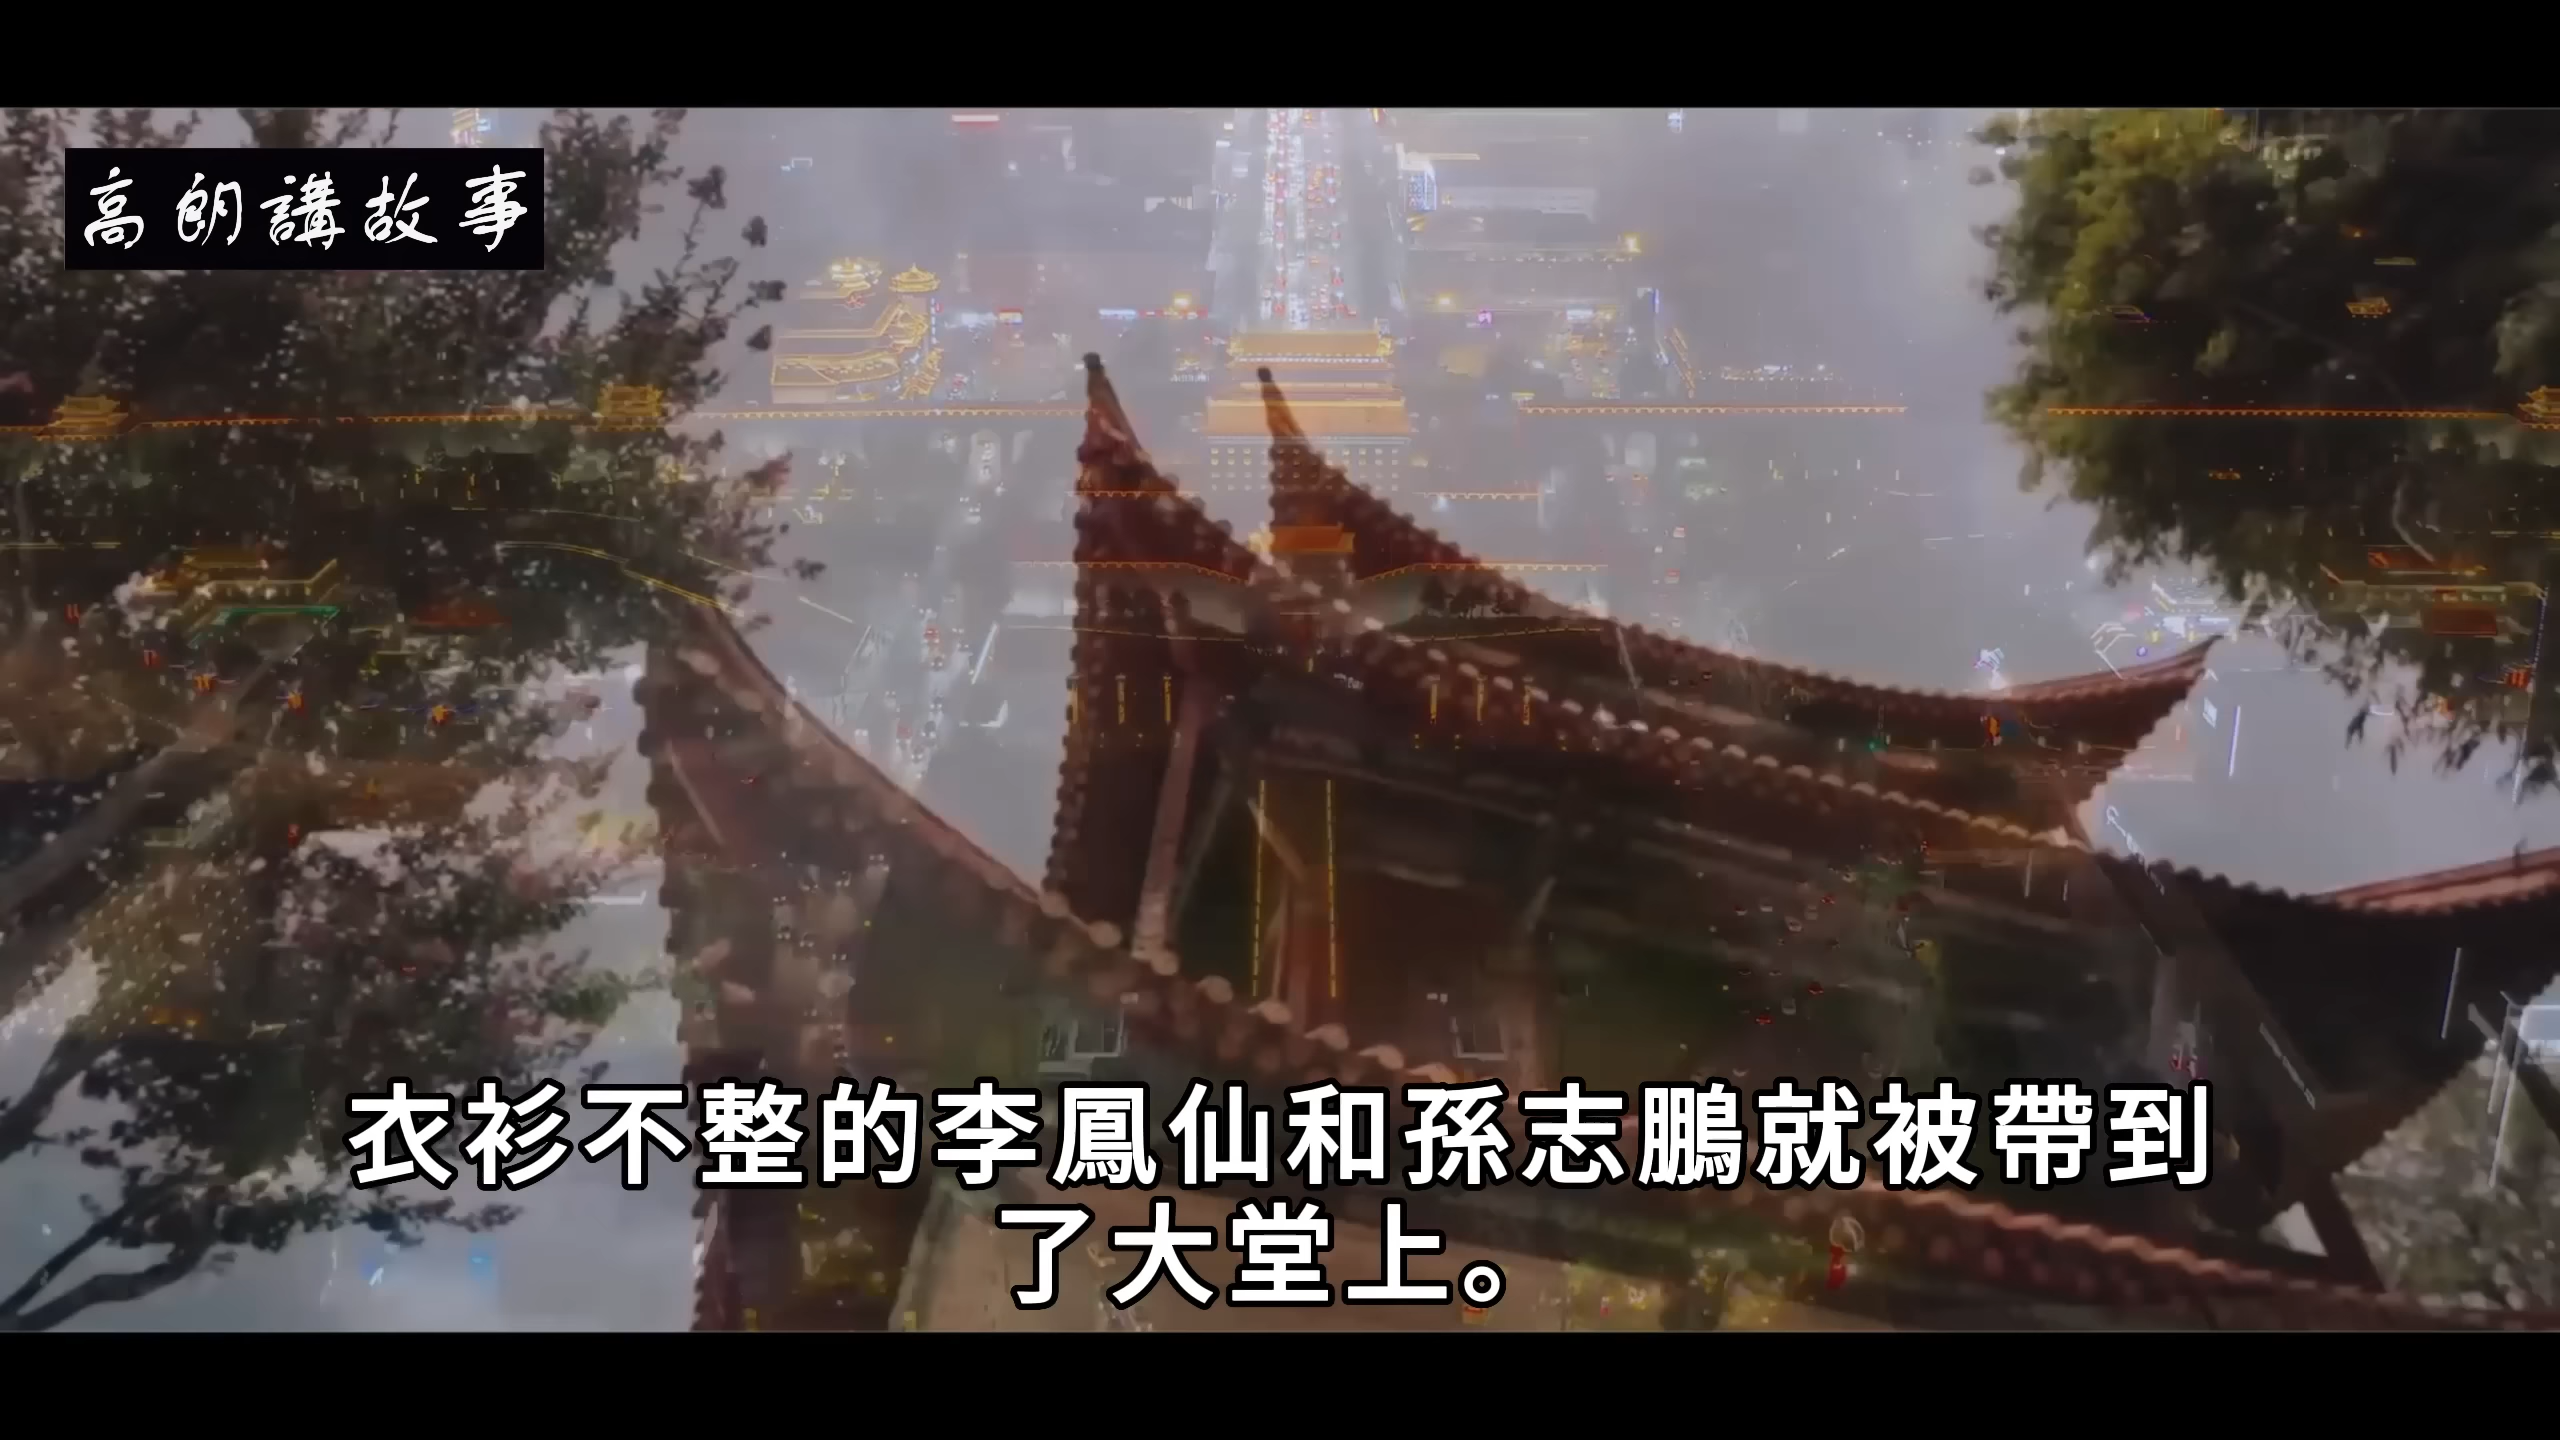 高朗講故事
衣衫不整的李鳳仙和孫志鵬就被帶到
了大堂上。